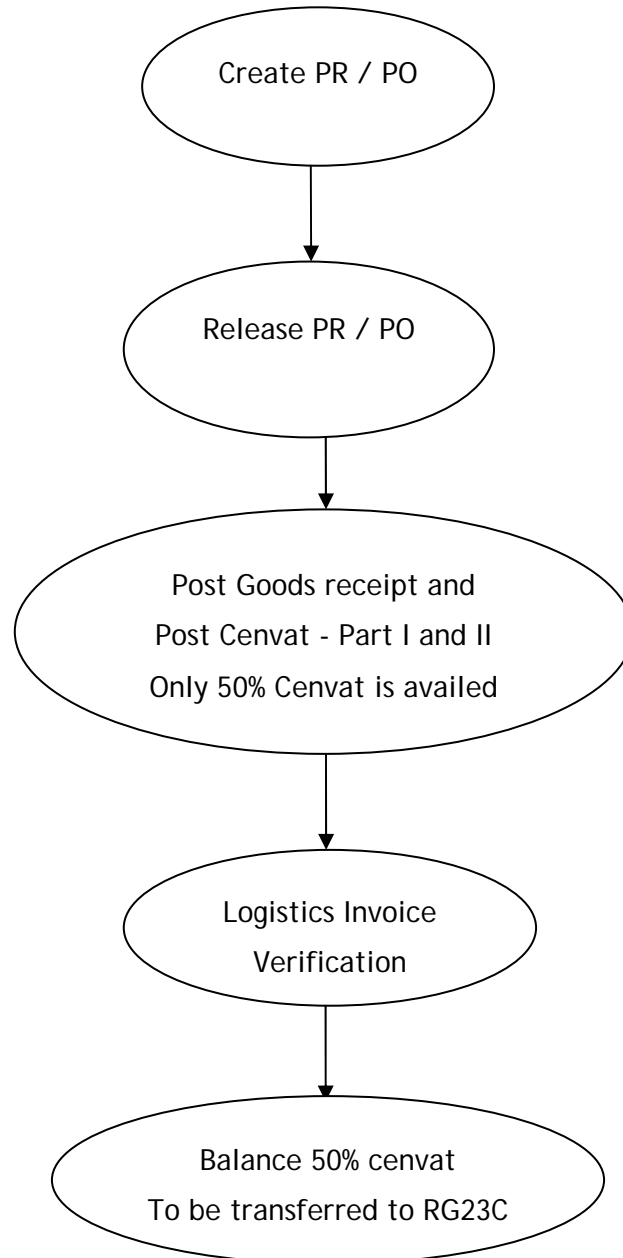 Create PR / PO
Release PR / PO
Post Goods receipt and
Post Cenvat - Part I and II
Only 50% Cenvat is availed
Logistics Invoice
Verification
Balance 50% cenvat
To be transferred to RG23C